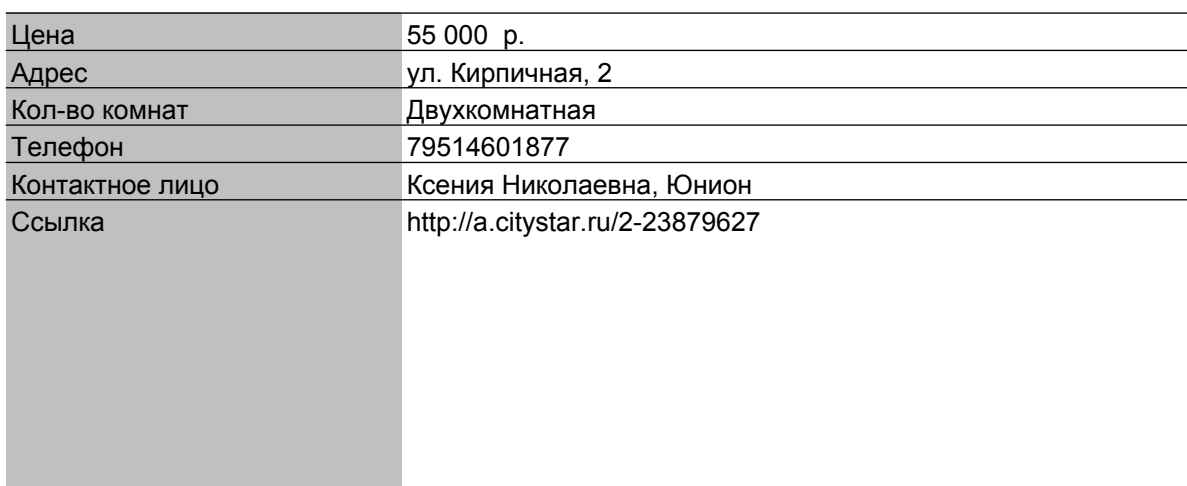 Цена 55 000 р.
Адрес ул. Кирпичная, 2
Кол-во комнат Двухкомнатная
Телефон 79514601877
Контактное лицо Ксения Николаевна, Юнион
Ссылка http://a.citystar.ru/2-23879627